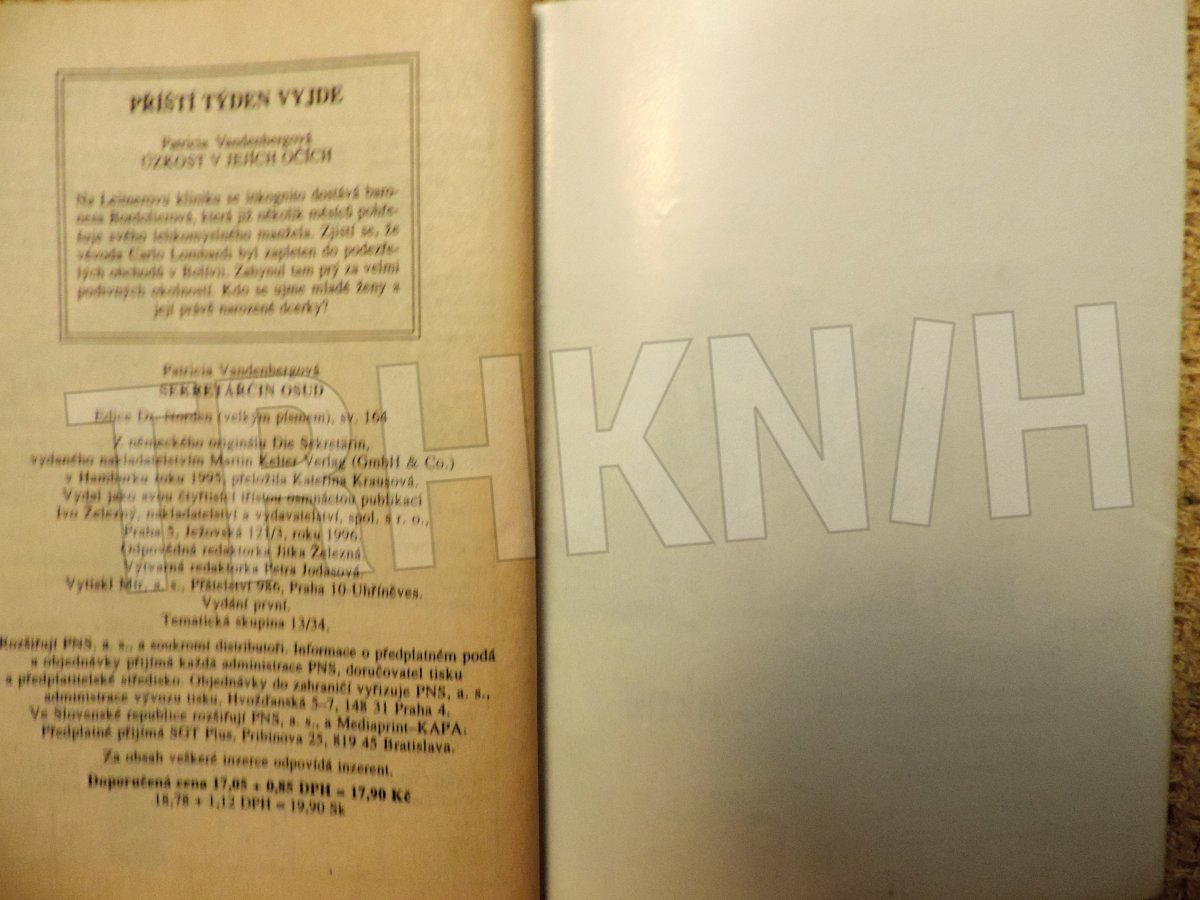 PŘÍŠTÍ TÝDEN VYJDE
Patricia Vandenbergová
ÚZKOST V JEJÍCH OČÍCH
Na Leitnerovu kliniku se inkognito dostává baro-
nesa která již několik měsíců pohře-
šuje svého lehkomyslného manžela. Zjistí se, že
vévoda Carlo Lombardi byl zapleten do podezře-
lých obchodů v Bolívii. Zahynul tam prý za velmi
podivných okolností. Kdo se ujme mladé ženy a
její právě narozené dcerky?
Patricia Vandenbergová
SEKRETÁŘČIN OSUD
Edice Dr. Norden (velkým písmem), sv. 164
Z německého originálu Die Sekretärin,
vydaného nakladatelstvím Martin Kelter Verlag (GmbH & Co.)
v Hamburku roku 1995, přeložila Kateřina Krausová.
Vydal jako svou čtyřtisící třístou osmnáctou publikaci
Ivo Železný, nakladatelství a vydavatelství, spol. s r. o.,
Praha 5, Ježovská 121/3, roku 1996.
Odpovědná redaktorka Jitka Železná.
Výtvarná redaktorka Petra Jodasová.
Vytiskl Mír, a. s., Přátelství 986, Praha 10-Uhříněves.
Vydání první.
Tematická skupina 13/34.
Rozšiřují PNS, a. s., a soukromí distributoři. Informace o předplatném podá
a objednávky přijímá každá administrace PNS, doručovatel tisku
a předplatitelské středisko. Objednávky do zahraničí vyřizuje PNS, a. s.,
administrace vývozu tisku, Hvožďanská 5–7, 148 31 Praha 4.
Ve Slovenské republice rozšiřují PNS, a. s., a Mediaprint–KAPA.
Předplatné přijímá SGT Plus, Pribinova 25, 819 45 Bratislava.
Za obsah veškeré inzerce odpovídá inzerent.
Doporučená cena 17,05 + 0,85 DPH = 17,90 Kč
18,78 + 1,12 DPH = 19,90 Sk
TRHKNIH